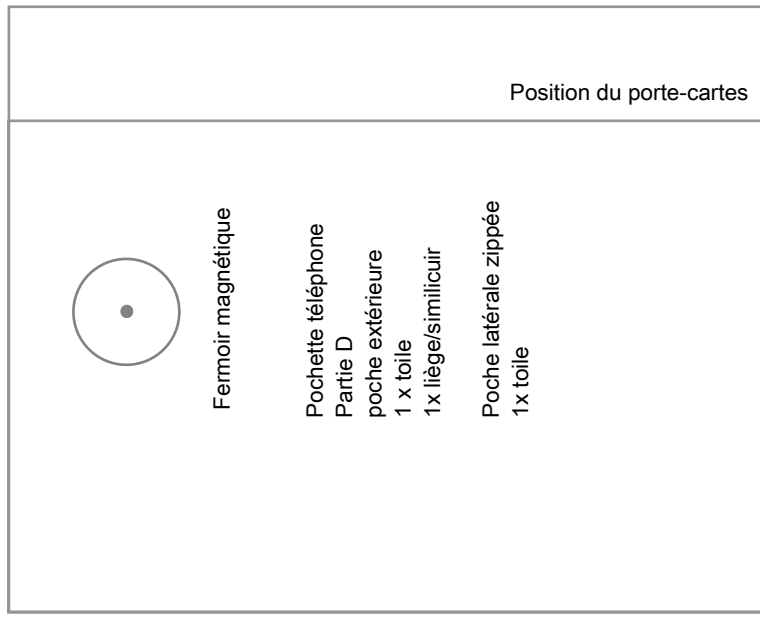 Position du porte-cartes
Fermoir magnétique
Pochette téléphone
Partie D
poche extérieure
1 x toile
1x liège/similicuir
Poche latérale zippée
1x toile